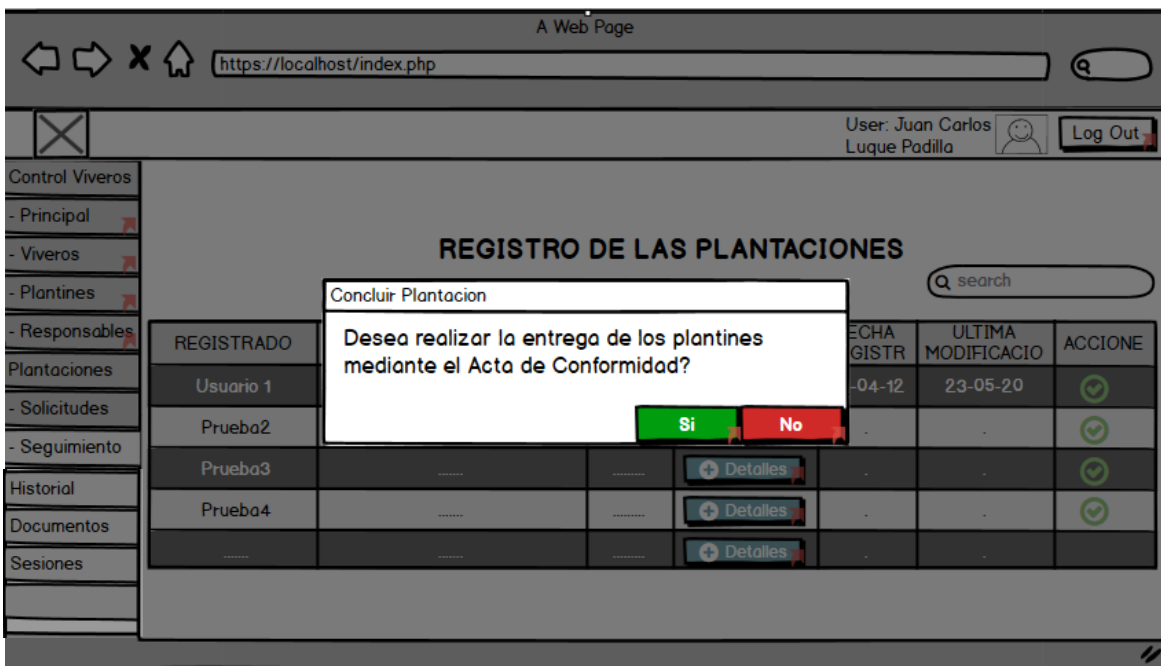 A Web Page
https://localhost/index.php
User: Juan Carlos
Luque Padilla
Log Out
Control Viveros
- Principal
- Viveros
- Plantines
- Responsables
Plantaciones
- Solicitudes
- Seguimiento
Historial
Documentos
Sesiones
REGISTRO DE LAS PLANTACIONES
search
Concluir Plantacion
Desea realizar la entrega de los plantines
mediante el Acta de Conformidad?
Si No
REGISTRADO ECHA GISTR ULTIMA MODIFICACIO ACCIONE
Usuario 1 -04-12 23-05-20
Prueba2 . .
Prueba3 ....... ......... Detalles . .
Prueba4 ....... ......... Detalles . .
....... ....... ......... Detalles . .